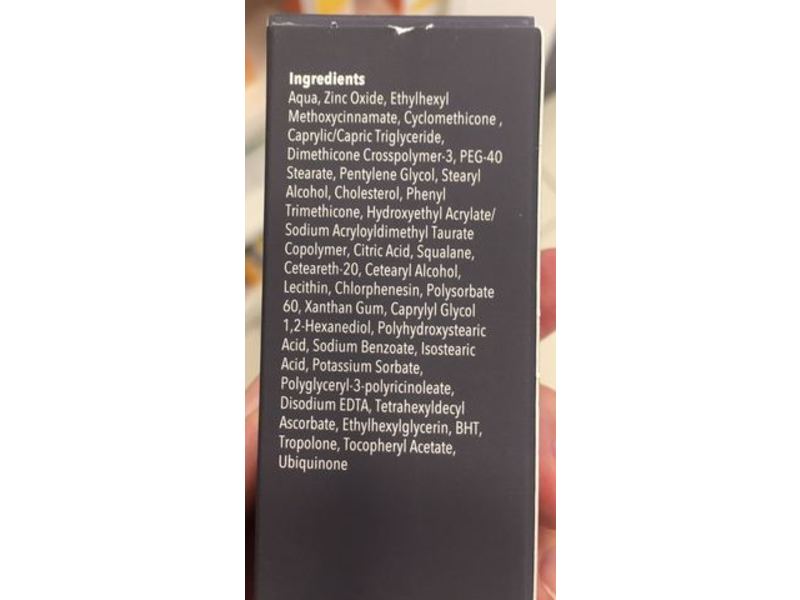 Ingredients
Aqua, Zinc Oxide, Ethylhexyl
Methoxycinnamate, Cyclomethicone ,
Caprylic/Capric Triglyceride,
Dimethicone Crosspolymer-3, PEG-40
Stearate, Pentylene Glycol, Stearyl
Alcohol, Cholesterol, Phenyl
Trimethicone, Hydroxyethyl Acrylate/
Sodium Acryloyldimethyl Taurate
Copolymer, Citric Acid, Squalane,
Ceteareth-20, Cetearyl Alcohol,
Lecithin, Chlorphenesin, Polysorbate
60, Xanthan Gum, Caprylyl Glycol
1,2-Hexanediol, Polyhydroxystearic
Acid, Sodium Benzoate, Isostearic
Acid, Potassium Sorbate,
Polyglyceryl-3-polyricinoleate,
Disodium EDTA, Tetrahexyldecyl
Ascorbate, Ethylhexylglycerin, BHT,
Tropolone, Tocopheryl Acetate,
Ubiquinone